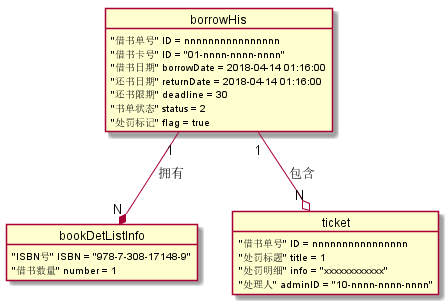 borrowHis
"借书单号" ID = nnnnnnnnnnnnnnnn
"借书卡号" ID = "01-nnnn-nnnn-nnnn"
"借书日期" borrowDate = 2018-04-14 01:16:00
"还书日期" returnDate = 2018-04-14 01:16:00
"还书限期" deadline = 30
"书单状态" status = 2
"处罚标记" flag = true
1
1
拥有
包含
N
N
bookDetListInfo
"ISBN号" ISBN = "978-7-308-17148-9"
"借书数量" number = 1
ticket
"借书单号" ID = nnnnnnnnnnnnnnnn
"处罚标题" title = 1
"处罚明细" info = "xxxxxxxxxxx"
"处理人" adminID = "10-nnnn-nnnn-nnnn"